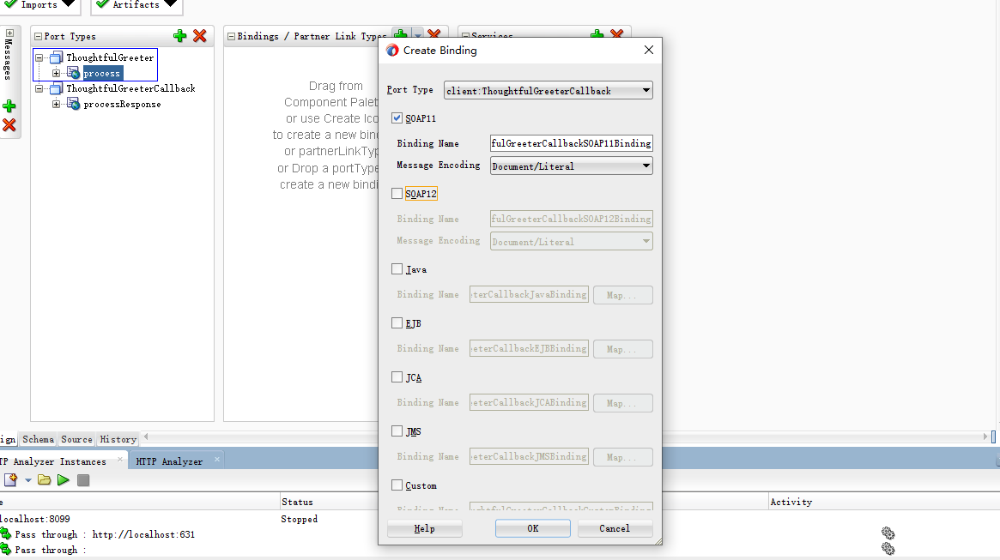 Imports
Artifacts
Messages
Port Types
ThoughtfulGreeter
process
ThoughtfulGreeterCallback
processResponse
Bindings / Partner Link Types
Drag from
Component Palet
or use Create Ico
to create a new bin
or partnerLinkTyp
or Drop a portType
create a new bindi
Services
Create Binding
Port Type
client:ThoughtfulGreeterCallback
SOAP11
Binding Name
fulGreeterCallbackSOAP11Binding
Message Encoding
Document/Literal
SOAP12
Binding Name
fulGreeterCallbackSOAP12Binding
Message Encoding
Document/Literal
Java
Binding Name
terCallbackJavaBinding
Map...
EJB
Binding Name
eterCallbackEJBBinding
Map...
JCA
Binding Name
eterCallbackJCABinding
Map...
JMS
Binding Name
eterCallbackJMSBinding
Map...
Custom
Binding Name
Help
OK
Cancel
ign
Schema
Source
History
TP Analyzer Instances
HTTP Analyzer
e
Status
Activity
localhost:8099
Stopped
Pass through : http://localhost:631
Pass through :